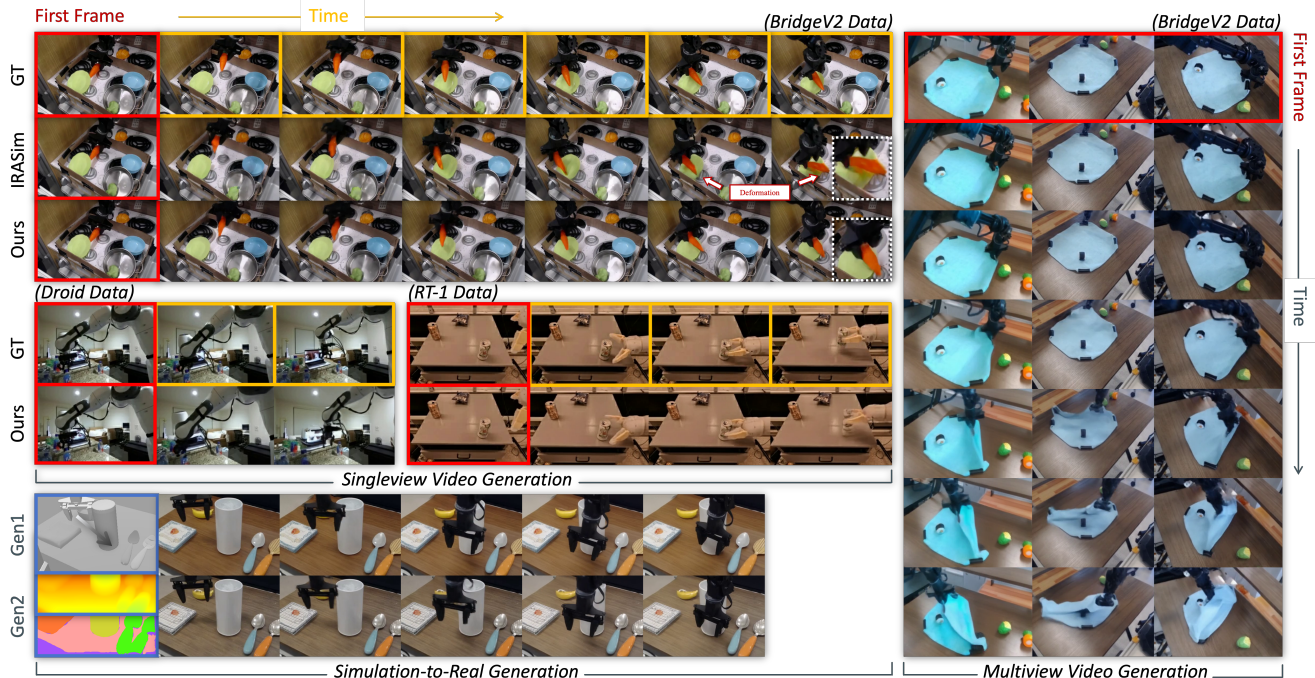 First Frame
Time
(BridgeV2 Data)
(BridgeV2 Data)
GT
First Frame
IRASim
Deformation
Ours
Time
(Droid Data)
(RT-1 Data)
GT
Ours
Singleview Video Generation
Gen1
Gen2
Simulation-to-Real Generation
Multiview Video Generation